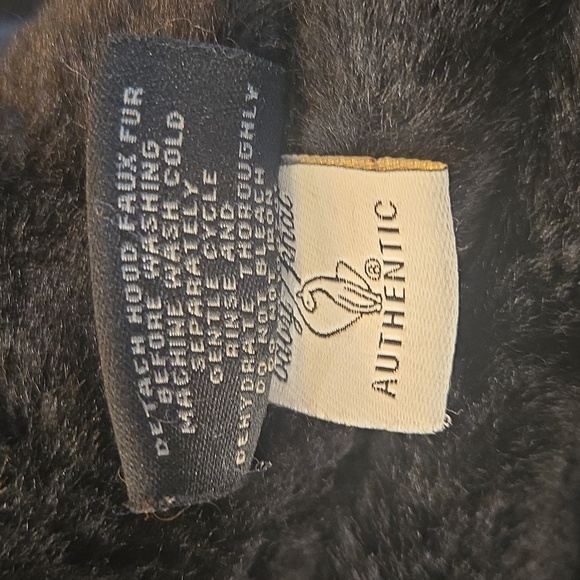 DETACH HOOD FAUX FUR
BEFORE WASHING
MACHINE WASH COLD
SEPARATELY
GENTLE CYCLE
RINSE AND
DEHYDRATE THOROUGHLY
DO NOT BLEACH
baby phat
®
AUTHENTIC